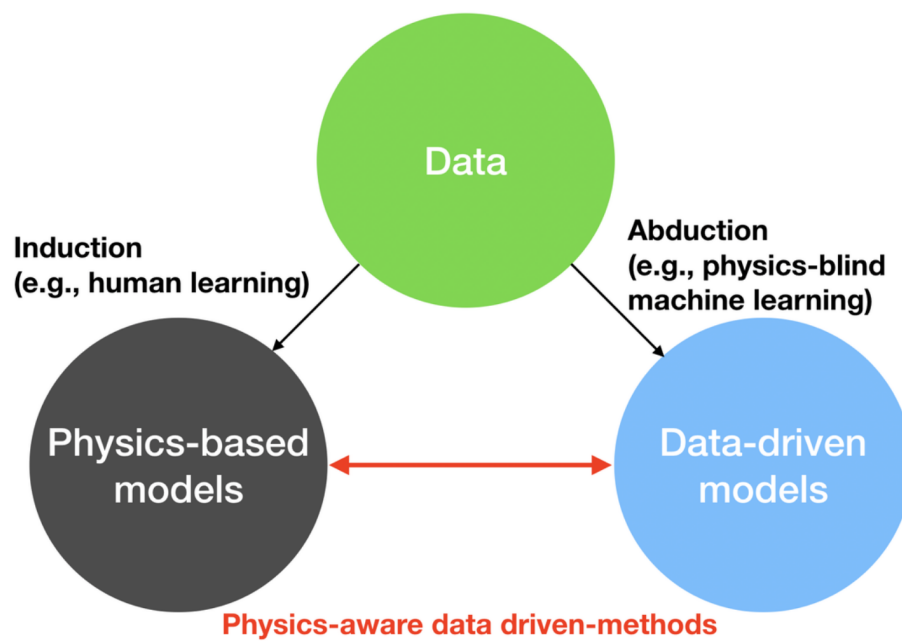 Data
Induction
(e.g., human learning)
Abduction
(e.g., physics-blind
machine learning)
Physics-based
models
Data-driven
models
Physics-aware data driven-methods